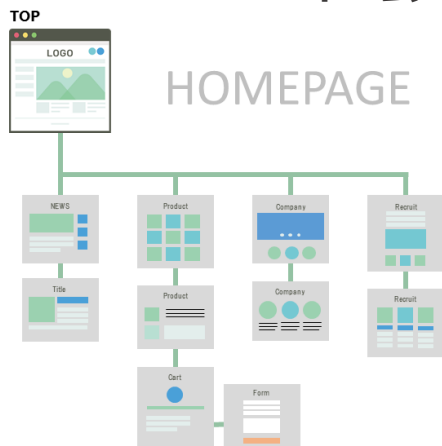 TOP
LOGO
HOMEPAGE
NEWS
Product
Company
Recruit
Title
Product
Company
Recruit
Cart
Form